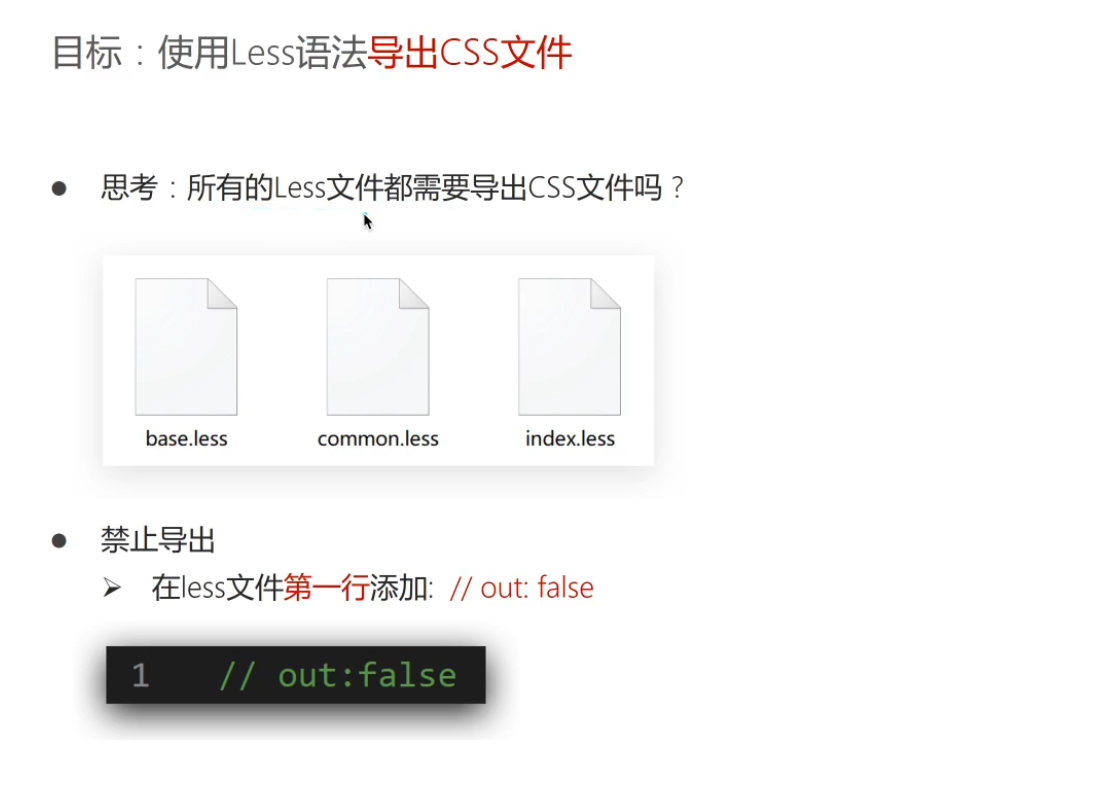 目标：使用Less语法导出CSS文件
● 思考：所有的Less文件都需要导出CSS文件吗？
base.less common.less index.less
● 禁止导出
➢ 在less文件第一行添加: // out: false
1 // out:false